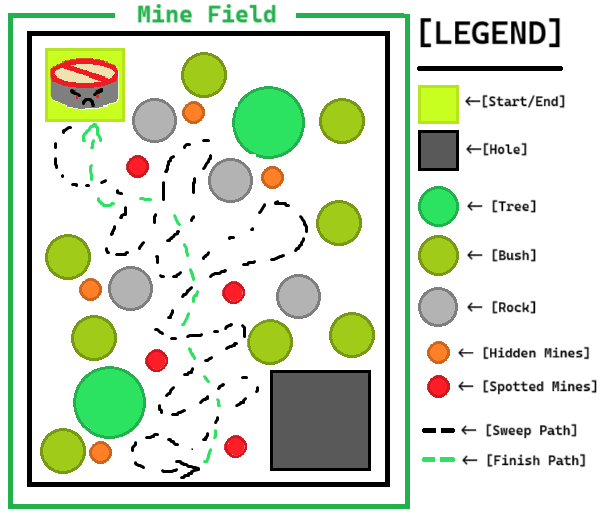 Mine Field
[LEGEND]
←[Start/End]
←[Hole]
← [Tree]
← [Bush]
← [Rock]
← [Hidden Mines]
← [Spotted Mines]
← [Sweep Path]
← [Finish Path]